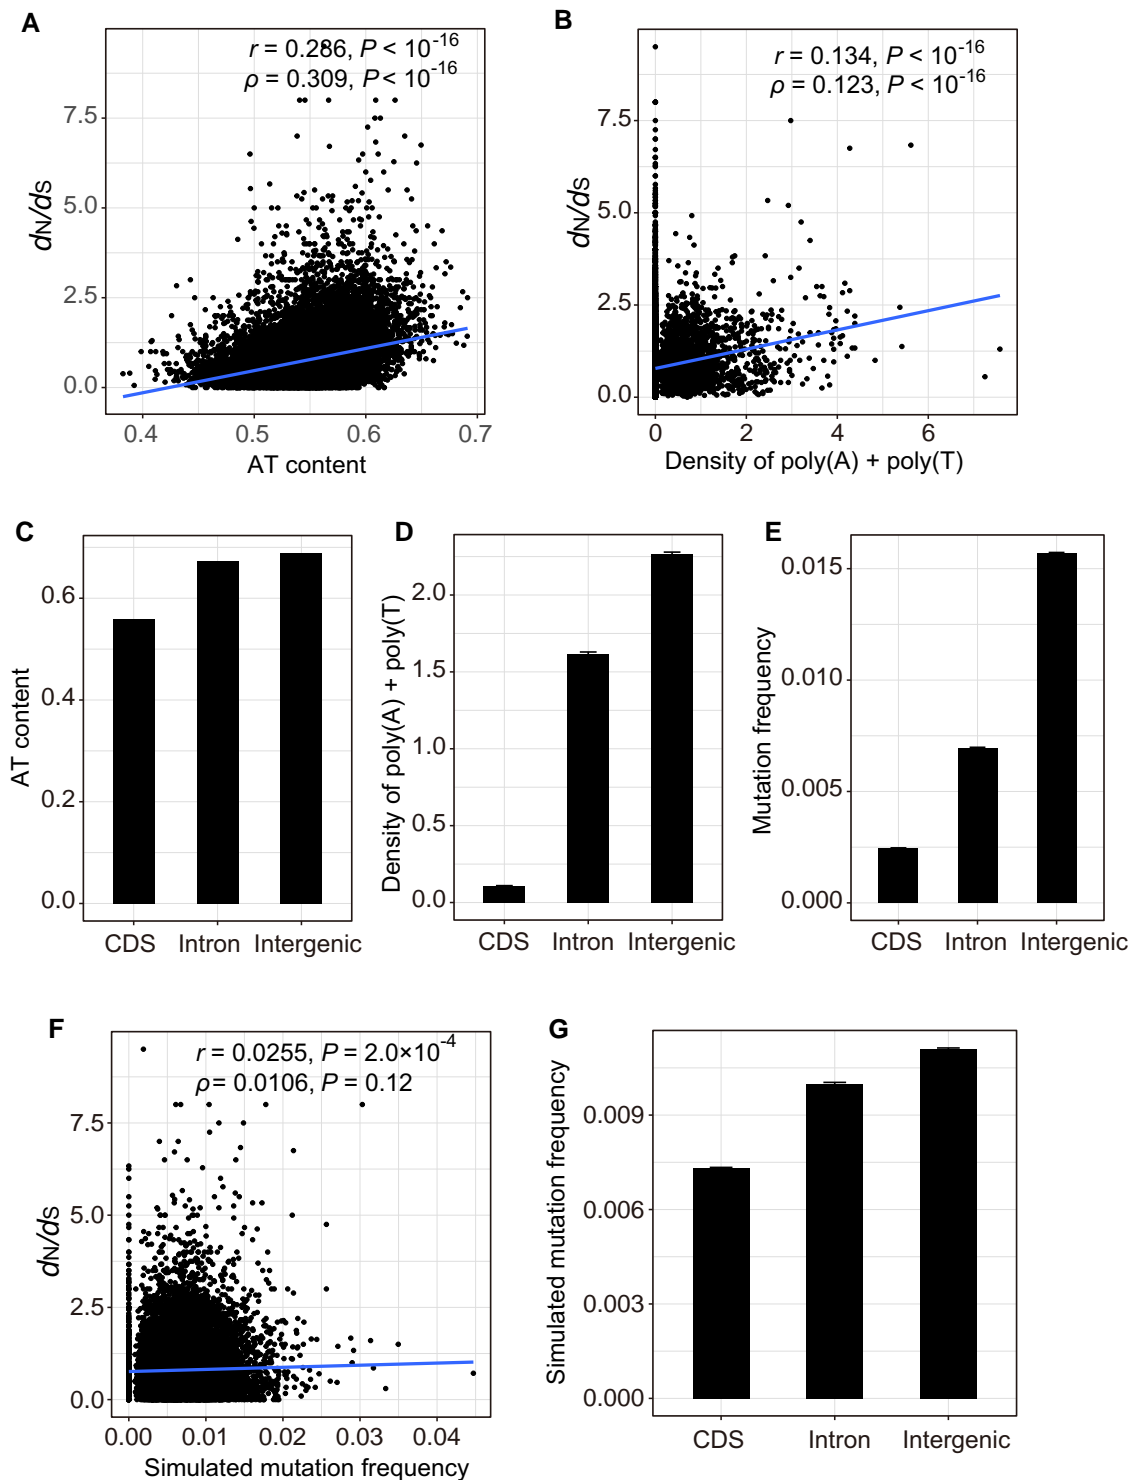 A
r = 0.286, P < 10⁻¹⁶
ρ = 0.309, P < 10⁻¹⁶
dN/dS
7.5
5.0
2.5
0.0
0.4 0.5 0.6 0.7
AT content
B
r = 0.134, P < 10⁻¹⁶
ρ = 0.123, P < 10⁻¹⁶
dN/dS
7.5
5.0
2.5
0.0
0 2 4 6
Density of poly(A) + poly(T)
C
AT content
0.6
0.4
0.2
0.0
CDS Intron Intergenic
D
Density of poly(A) + poly(T)
2.0
1.5
1.0
0.5
0.0
CDS Intron Intergenic
E
Mutation frequency
0.015
0.010
0.005
0.000
CDS Intron Intergenic
F
r = 0.0255, P = 2.0×10⁻⁴
ρ = 0.0106, P = 0.12
dN/dS
7.5
5.0
2.5
0.0
0.00 0.01 0.02 0.03 0.04
Simulated mutation frequency
G
Simulated mutation frequency
0.009
0.006
0.003
0.000
CDS Intron Intergenic